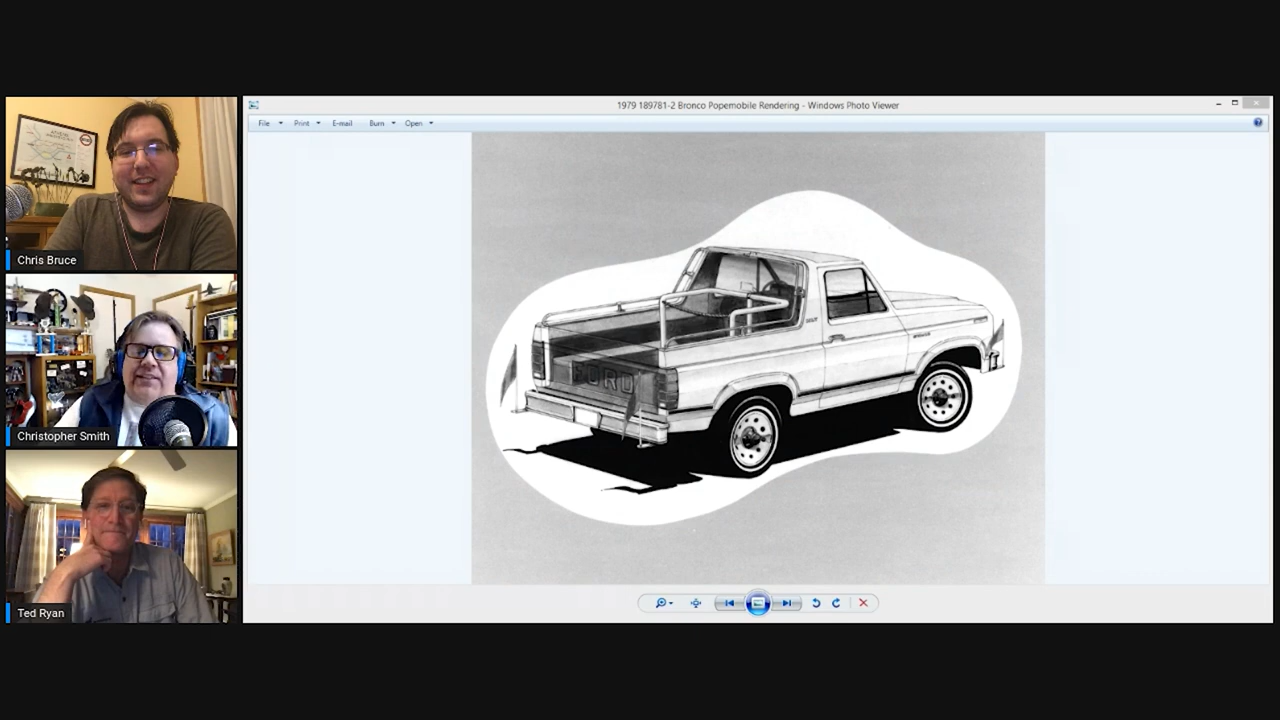 1979 189781-2 Bronco Popemobile Rendering - Windows Photo Viewer
File Print E-mail Burn Open
Chris Bruce
Christopher Smith
Ted Ryan
FORD